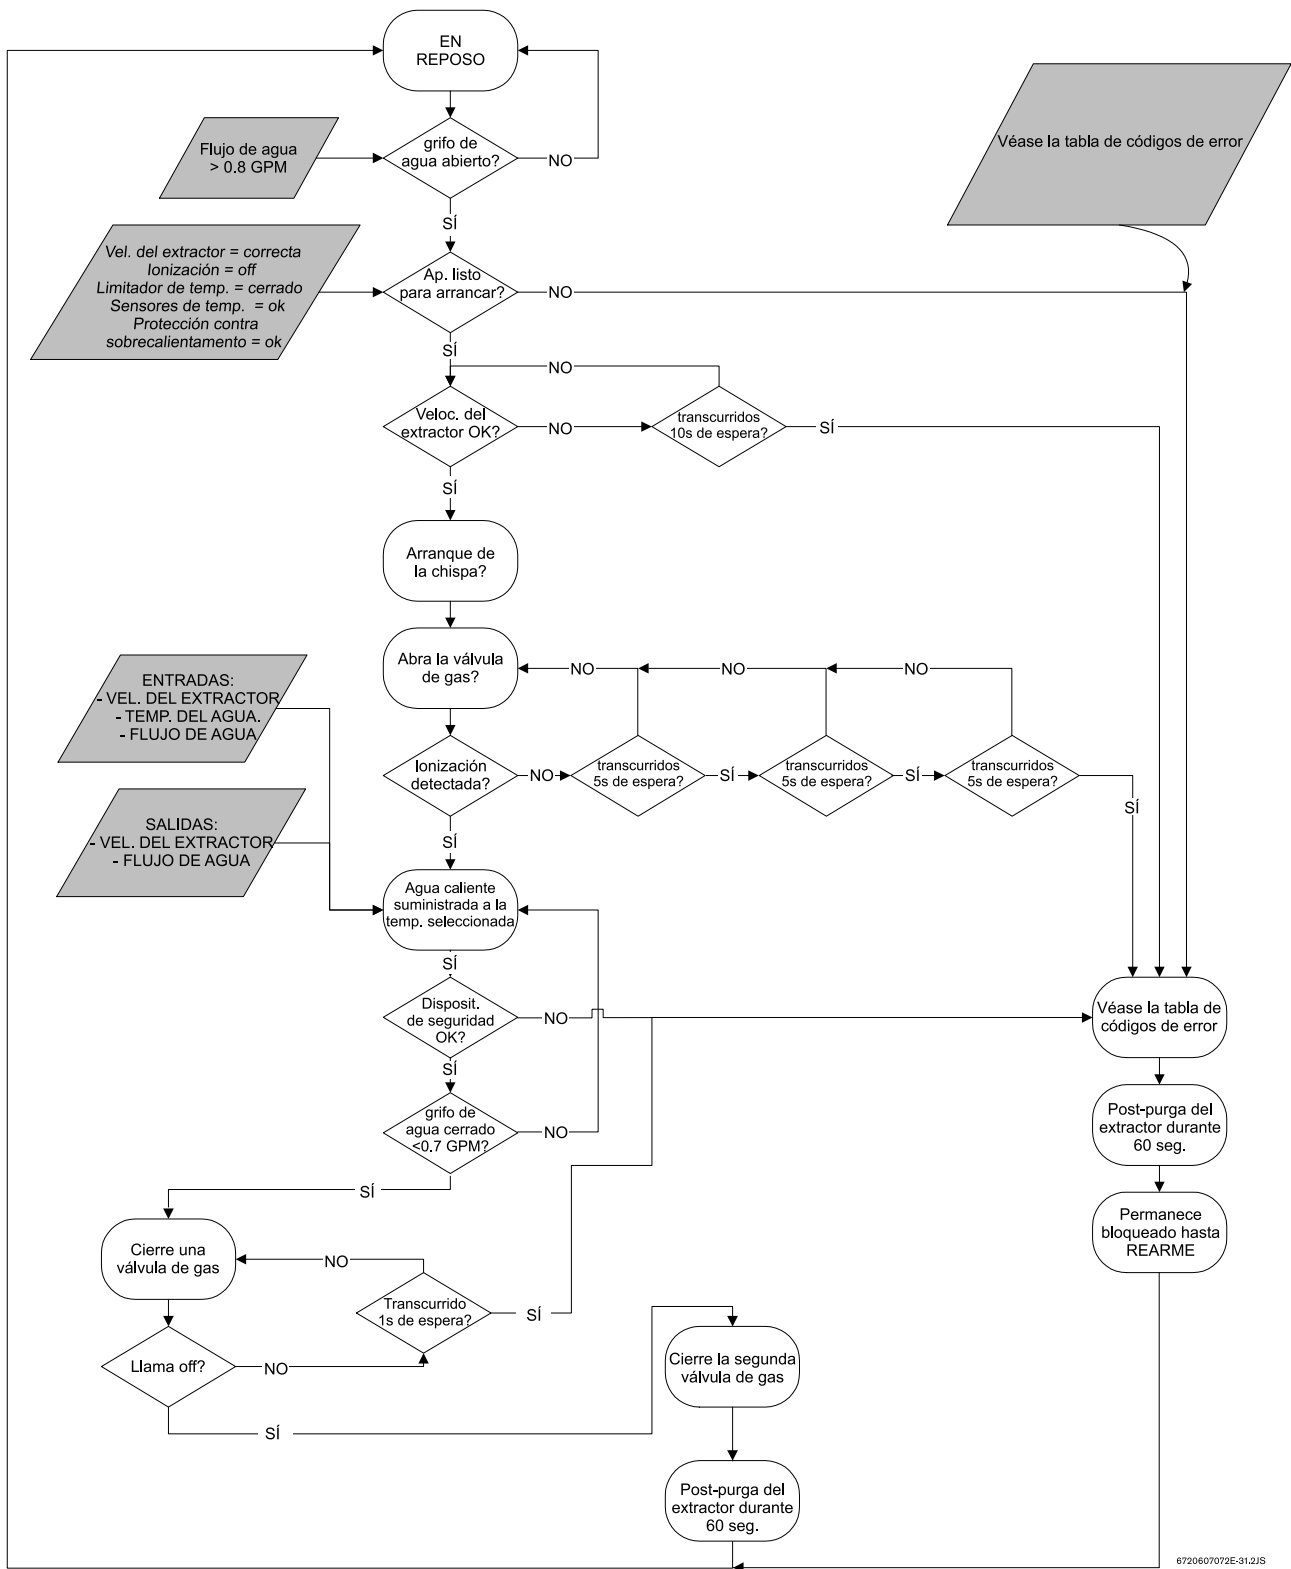 EN
REPOSO
grifo de
agua abierto?
NO
Flujo de agua
> 0.8 GPM
Véase la tabla de códigos de error
SÍ
Vel. del extractor = correcta
Ionización = off
Limitador de temp. = cerrado
Sensores de temp. = ok
Protección contra
sobrecalientamento = ok
Ap. listo
para arrancar?
NO
SÍ
NO
Veloc. del
extractor OK?
NO
transcurridos
10s de espera?
SÍ
SÍ
Arranque de
la chispa?
Abra la válvula
de gas?
NO
NO
NO
ENTRADAS:
- VEL. DEL EXTRACTOR
- TEMP. DEL AGUA.
- FLUJO DE AGUA
Ionización
detectada?
NO
transcurridos
5s de espera?
SÍ
transcurridos
5s de espera?
SÍ
transcurridos
5s de espera?
SÍ
SALIDAS:
- VEL. DEL EXTRACTOR
- FLUJO DE AGUA
SÍ
Agua caliente
suministrada a la
temp. seleccionada
SÍ
Disposit.
de seguridad
OK?
NO
Véase la tabla de
códigos de error
SÍ
grifo de
agua cerrado
<0.7 GPM?
NO
Post-purga del
extractor durante
60 seg.
SÍ
SÍ
Permanece
bloqueado hasta
REARME
Cierre una
válvula de gas
NO
Transcurrido
1s de espera?
SÍ
Llama off?
NO
Cierre la segunda
válvula de gas
SÍ
Post-purga del
extractor durante
60 seg.
6720607072E-31.2JS